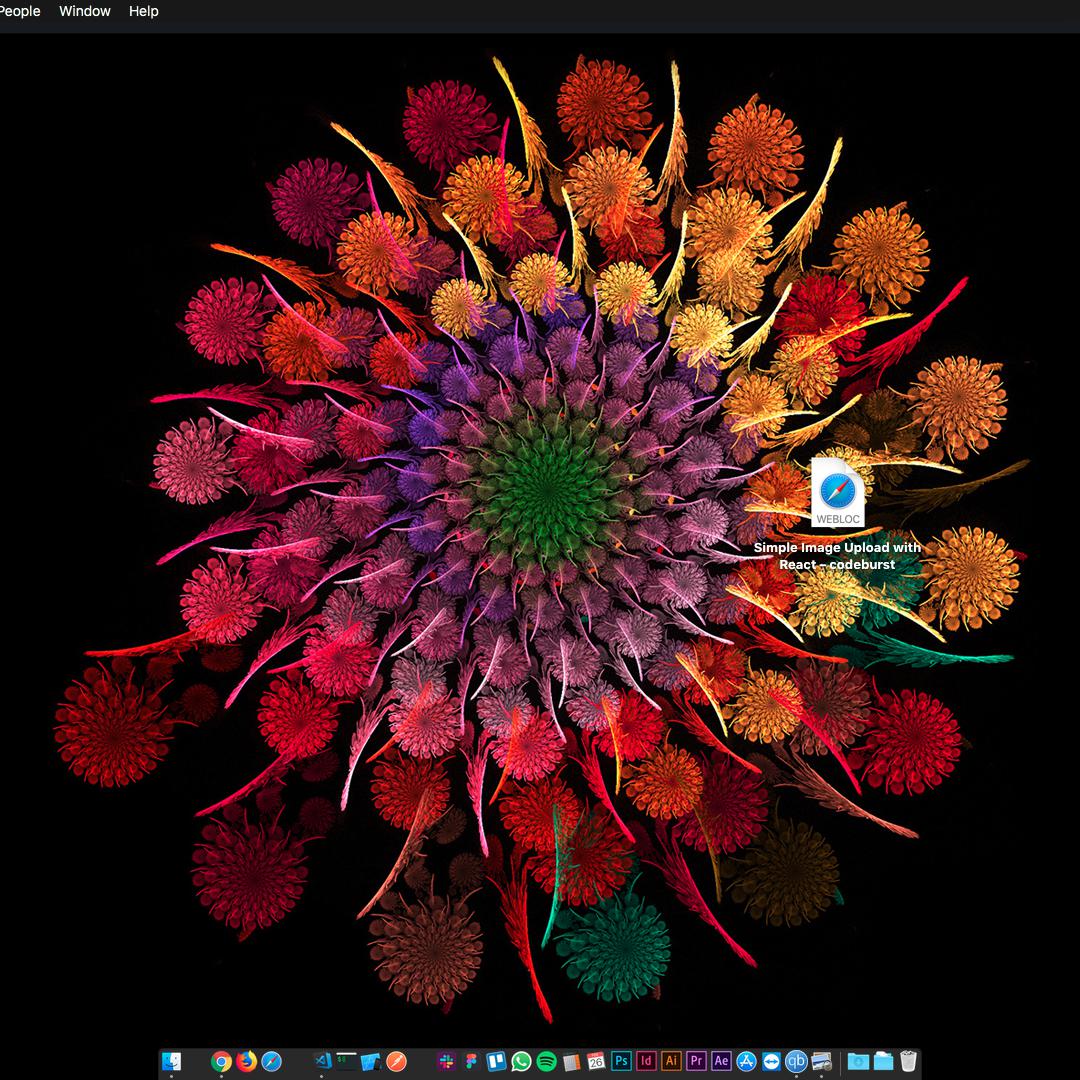 People Window Help
WEBLOC
Simple Image Upload with
React – codeburst
$$
26
Ps Id Ai Pr Ae qb